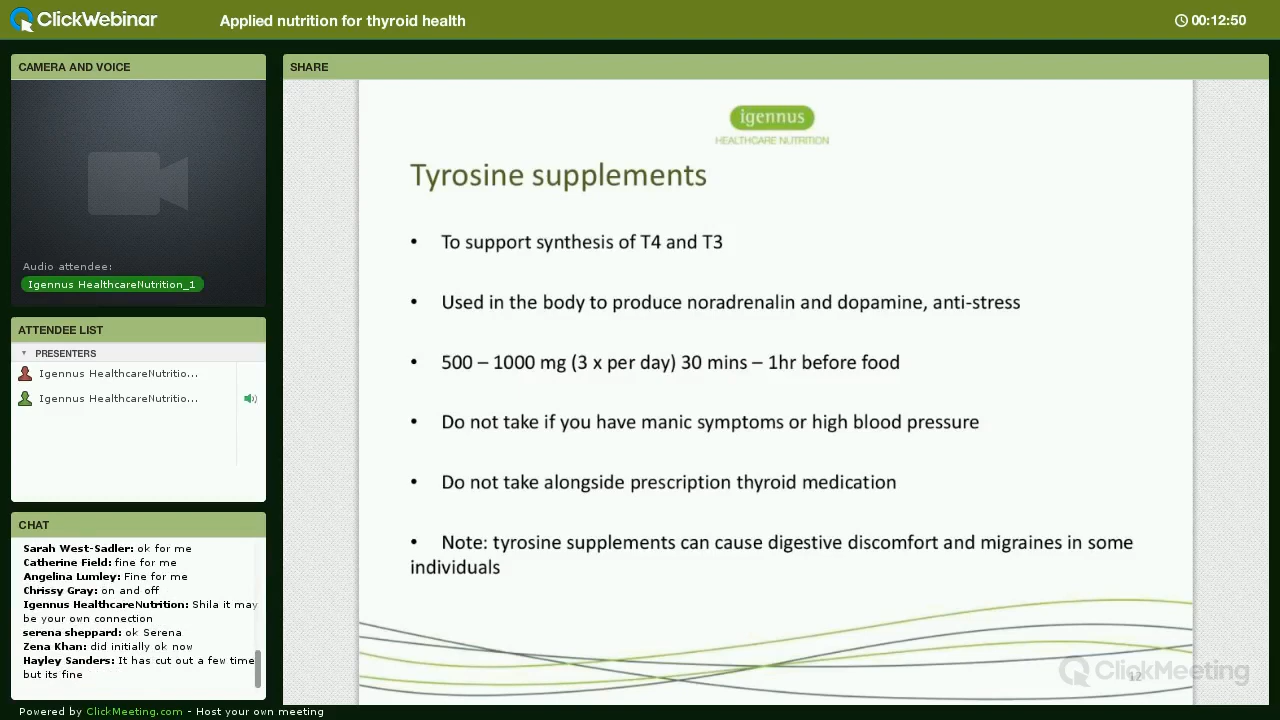 ClickWebinar
Applied nutrition for thyroid health
00:12:50
CAMERA AND VOICE
Audio attendee:
Igennus HealthcareNutrition_1
ATTENDEE LIST
PRESENTERS
Igennus HealthcareNutritio...
Igennus HealthcareNutritio...
CHAT
Sarah West-Sadler: ok for me
Catherine Field: fine for me
Angelina Lumley: Fine for me
Chrissy Gray: on and off
Igennus HealthcareNutrition: Shila it may
be your own connection
serena sheppard: ok Serena
Zena Khan: did initially ok now
Hayley Sanders: It has cut out a few time
but its fine
SHARE
igennus
HEALTHCARE NUTRITION
Tyrosine supplements
• To support synthesis of T4 and T3
• Used in the body to produce noradrenalin and dopamine, anti-stress
• 500 – 1000 mg (3 x per day) 30 mins – 1hr before food
• Do not take if you have manic symptoms or high blood pressure
• Do not take alongside prescription thyroid medication
• Note: tyrosine supplements can cause digestive discomfort and migraines in some
individuals
12
ClickMeeting
Powered by ClickMeeting.com - Host your own meeting